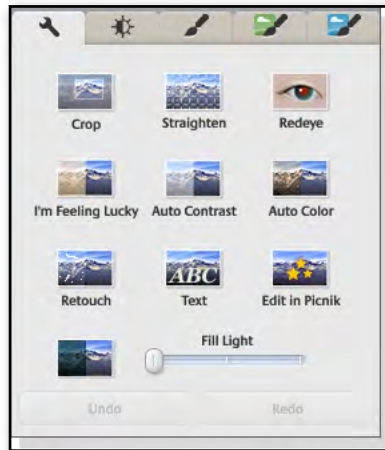 Crop Straighten Redeye
I'm Feeling Lucky Auto Contrast Auto Color
ABC
Retouch Text Edit in Picnik
Fill Light
Undo Redo